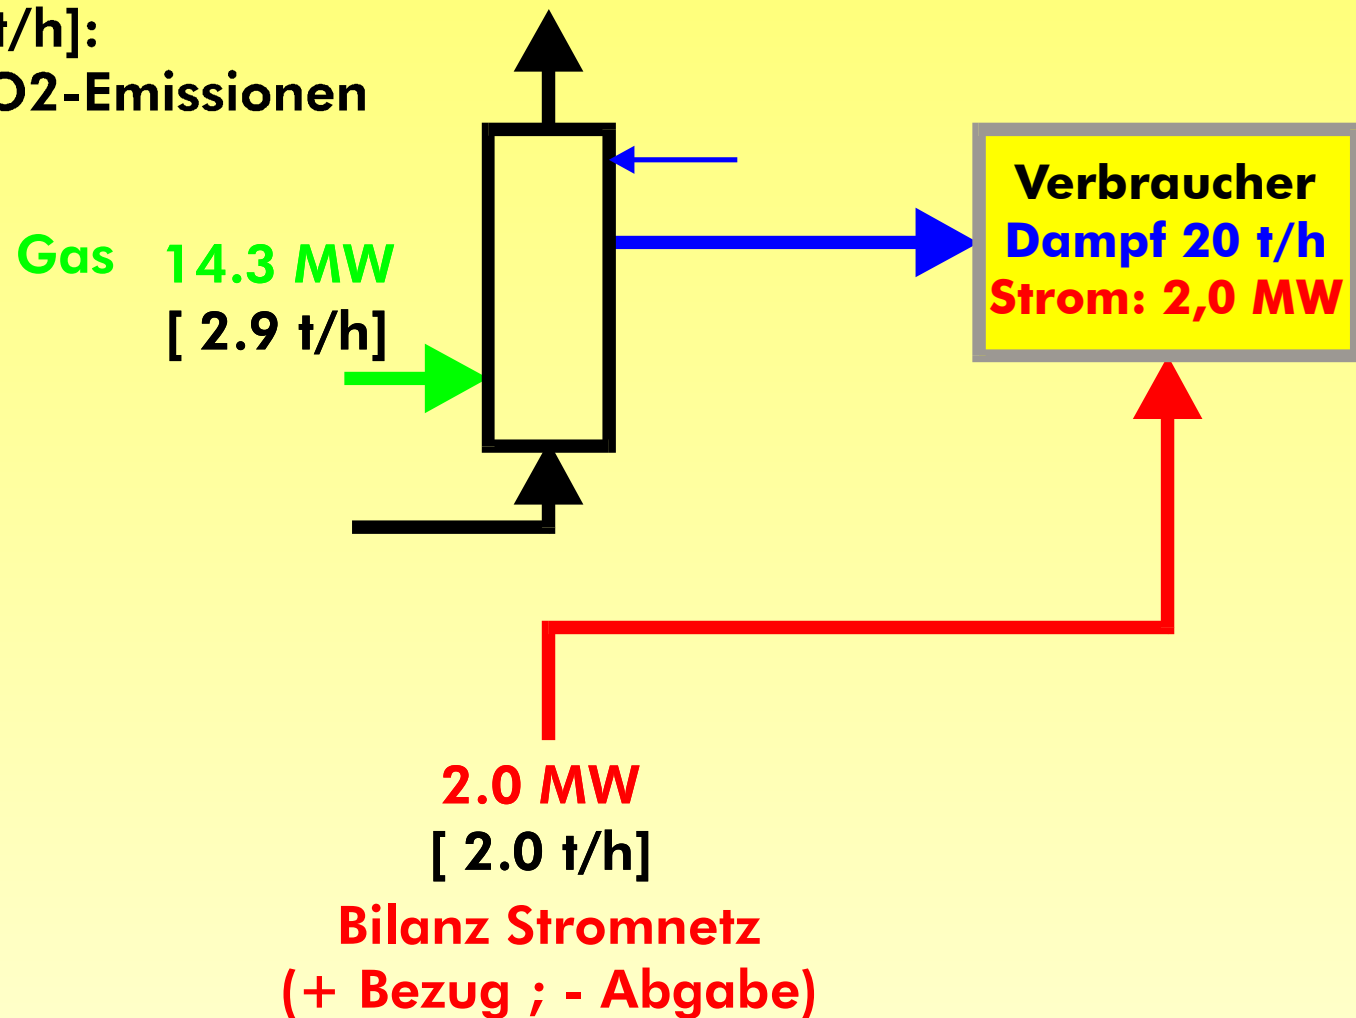 t/h]:
O2-Emissionen
Verbraucher
Dampf 20 t/h
Strom: 2,0 MW
Gas 14.3 MW
[ 2.9 t/h]
2.0 MW
[ 2.0 t/h]
Bilanz Stromnetz
(+ Bezug ; - Abgabe)